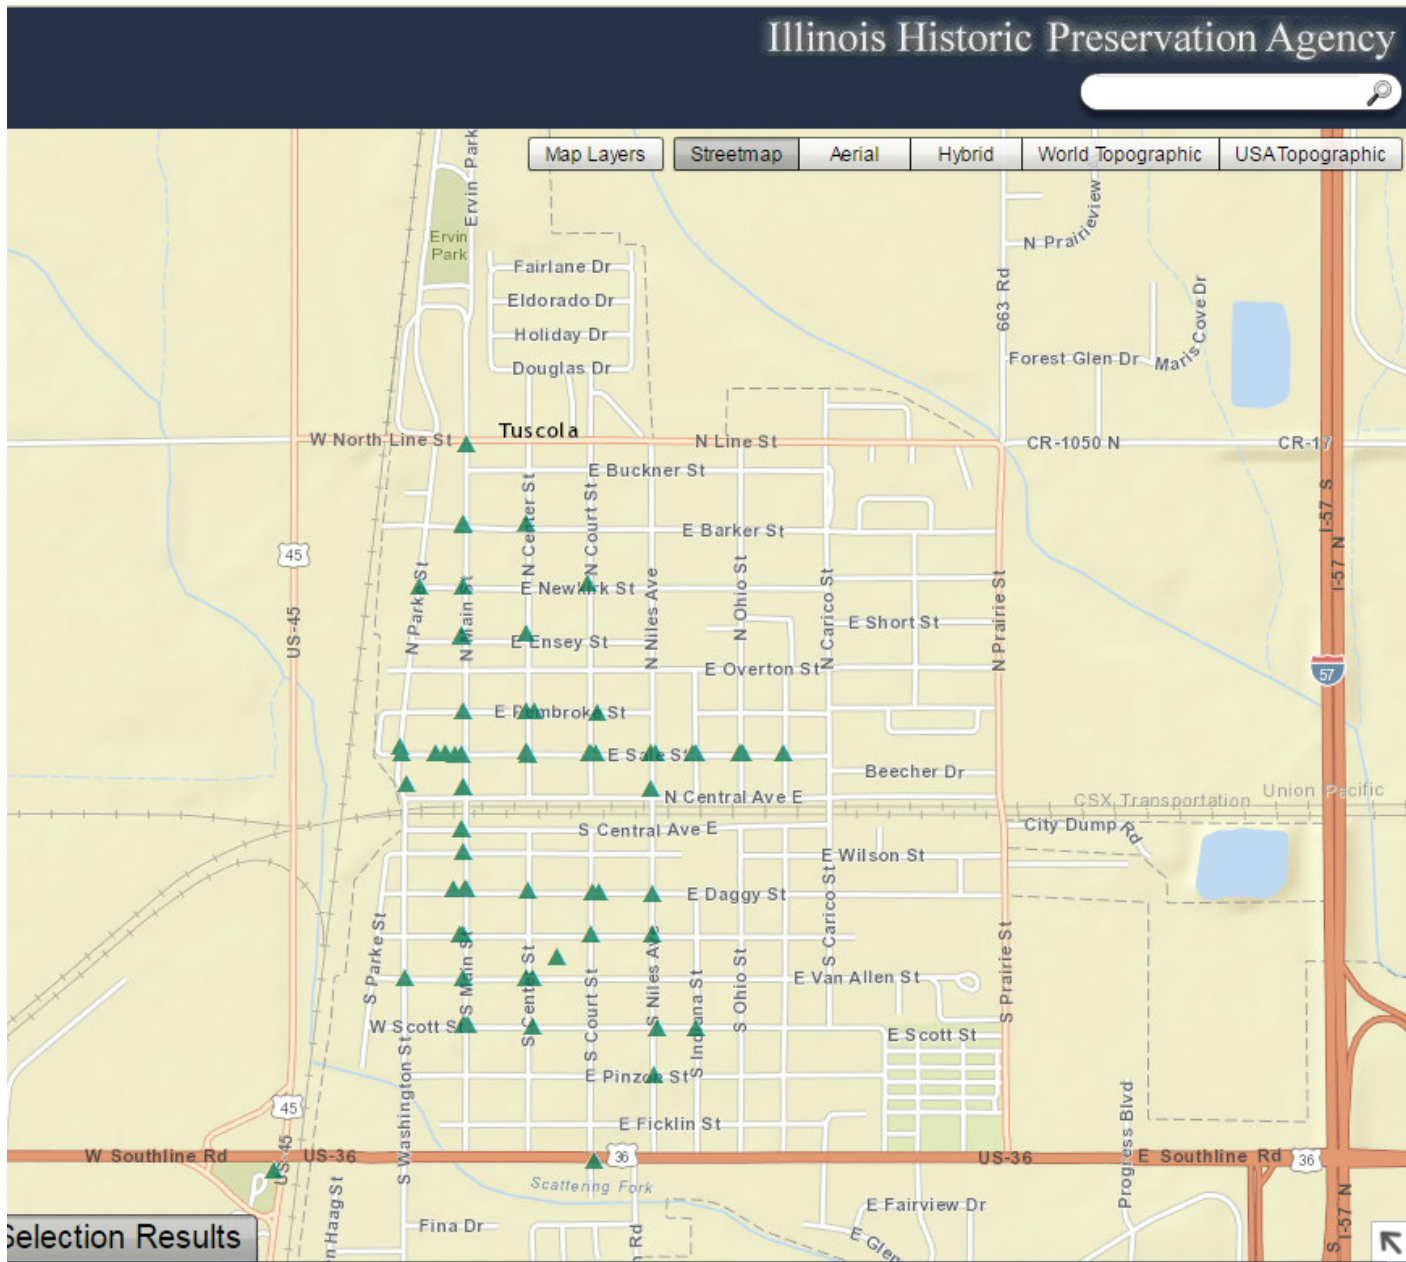 Illinois Historic Preservation Agency
Map Layers
Streetmap
Aerial
Hybrid
World Topographic
USA Topographic
Ervin Park
Ervin
Park
N Prairieview
Fairlane Dr
Eldorado Dr
Holiday Dr
Douglas Dr
663 Rd
Forest Glen Dr
Maris Cove Dr
W North Line St
Tuscola
N Line St
CR-1050 N
CR-17
E Buckner St
N Center St
N Court St
E Barker St
I-57 S
I-57 N
45
US-45
N Parke St
N Main St
E Newkirk St
N Niles Ave
N Ohio St
N Carico St
N Prairie St
E Short St
E Ensey St
E Overton St
57
E Pembroke St
E Sale St
Beecher Dr
N Central Ave E
CSX Transportation
Union Pacific
S Central Ave E
City Dump Rd
E Wilson St
E Daggy St
S Carico St
S Parke St
S Main St
S Center St
S Court St
S Niles Ave
S Indiana St
S Ohio St
E Van Allen St
S Prairie St
W Scott St
E Scott St
S Washington St
E Pinzon St
45
E Ficklin St
Progress Blvd
W Southline Rd
US-45
US-36
36
US-36
E Southline Rd
36
Scattering Fork
Haag St
Fina Dr
Rd
E Fairview Dr
E Glen
S
I-57 N
Selection Results